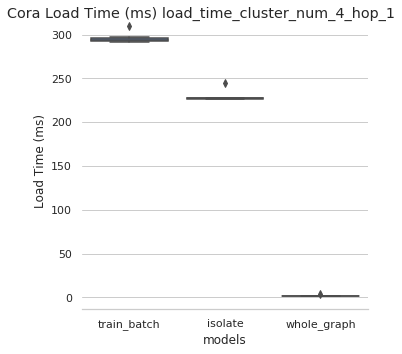 Cora Load Time (ms) load_time_cluster_num_4_hop_1
300
250
200
150
100
50
0
Load Time (ms)
train_batch
isolate
whole_graph
models